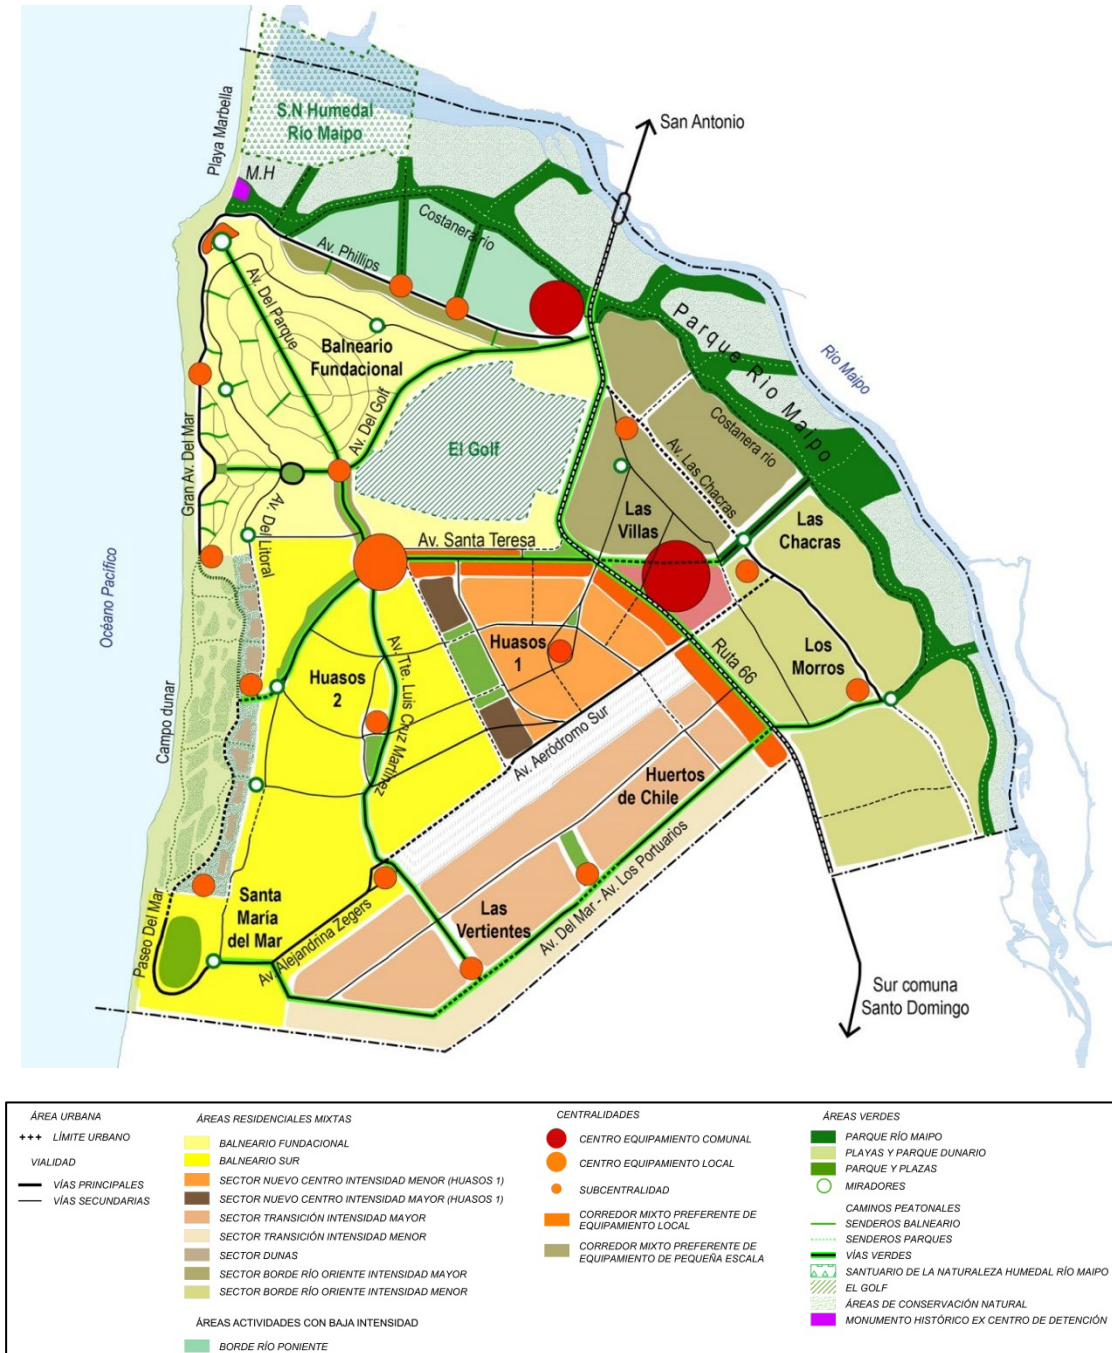 San Antonio
S.N Humedal
Rio Maipo
Playa Marbella
M.H
Costanera río
Av. Phillips
Av. Del Parque
Balneario
Fundacional
Av. Del Golf
El Golf
Parque Rio Maipo
Río Maipo
Costanera río
Av. Las Chacras
Las
Villas
Las
Chacras
Gran Av. Del Mar
Av. Del Litoral
Av. Santa Teresa
Océano Pacífico
Huasos
1
Huasos
2
Ruta 66
Los
Morros
Campo dunar
Av. Tte. Luis Cruz Martínez
Av. Aeródromo Sur
Huertos
de Chile
Paseo Del Mar
Santa
María
del Mar
Av. Alejandrina Zegers
Las
Vertientes
Av. Del Mar - Av. Los Portuarios
Sur comuna
Santo Domingo
ÁREA URBANA
LÍMITE URBANO
VIALIDAD
VÍAS PRINCIPALES
VÍAS SECUNDARIAS
ÁREAS RESIDENCIALES MIXTAS
BALNEARIO FUNDACIONAL
BALNEARIO SUR
SECTOR NUEVO CENTRO INTENSIDAD MENOR (HUASOS 1)
SECTOR NUEVO CENTRO INTENSIDAD MAYOR (HUASOS 1)
SECTOR TRANSICIÓN INTENSIDAD MAYOR
SECTOR TRANSICIÓN INTENSIDAD MENOR
SECTOR DUNAS
SECTOR BORDE RÍO ORIENTE INTENSIDAD MAYOR
SECTOR BORDE RÍO ORIENTE INTENSIDAD MENOR
ÁREAS ACTIVIDADES CON BAJA INTENSIDAD
BORDE RÍO PONIENTE
CENTRALIDADES
CENTRO EQUIPAMIENTO COMUNAL
CENTRO EQUIPAMIENTO LOCAL
SUBCENTRALIDAD
CORREDOR MIXTO PREFERENTE DE
EQUIPAMIENTO LOCAL
CORREDOR MIXTO PREFERENTE DE
EQUIPAMIENTO DE PEQUEÑA ESCALA
ÁREAS VERDES
PARQUE RÍO MAIPO
PLAYAS Y PARQUE DUNARIO
PARQUE Y PLAZAS
MIRADORES
CAMINOS PEATONALES
SENDEROS BALNEARIO
SENDEROS PARQUES
VÍAS VERDES
SANTUARIO DE LA NATURALEZA HUMEDAL RÍO MAIPO
EL GOLF
ÁREAS DE CONSERVACIÓN NATURAL
MONUMENTO HISTÓRICO EX CENTRO DE DETENCIÓN